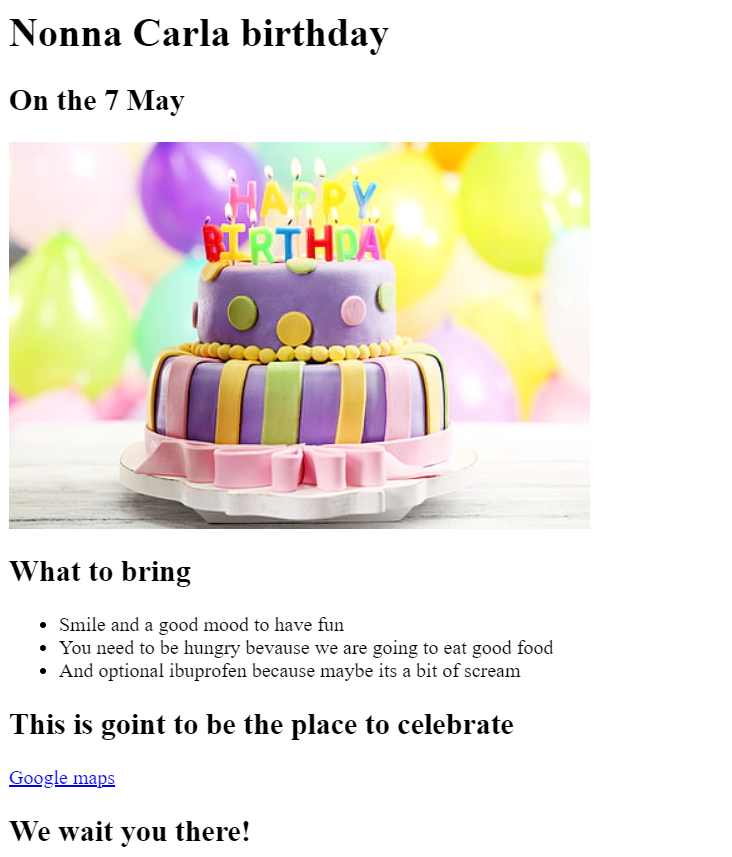 Nonna Carla birthday
On the 7 May
HAPPY
BIRTHDAY
What to bring
Smile and a good mood to have fun
You need to be hungry bevause we are going to eat good food
And optional ibuprofen because maybe its a bit of scream
This is goint to be the place to celebrate
Google maps
We wait you there!